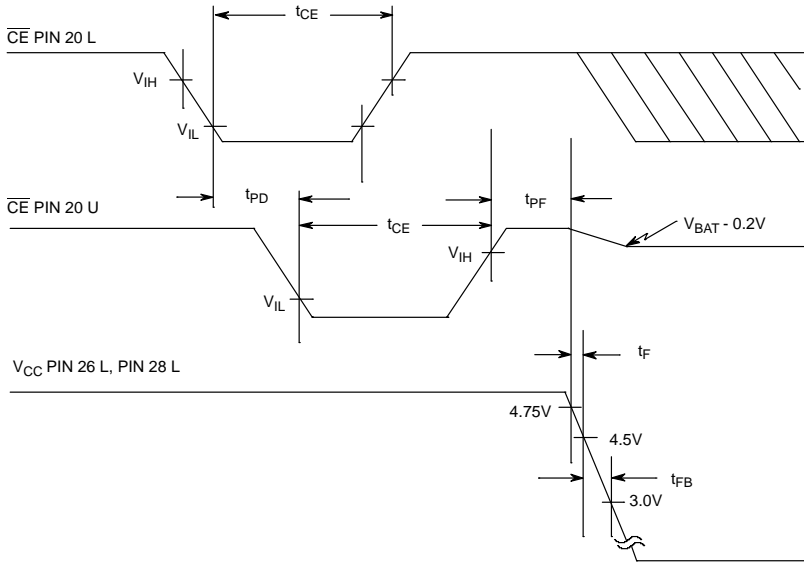 t_CE
CE PIN 20 L
V_IH
V_IL
t_PD
t_PF
CE PIN 20 U
t_CE
V_BAT - 0.2V
V_IH
V_IL
t_F
V_CC PIN 26 L, PIN 28 L
4.75V
4.5V
t_FB
3.0V